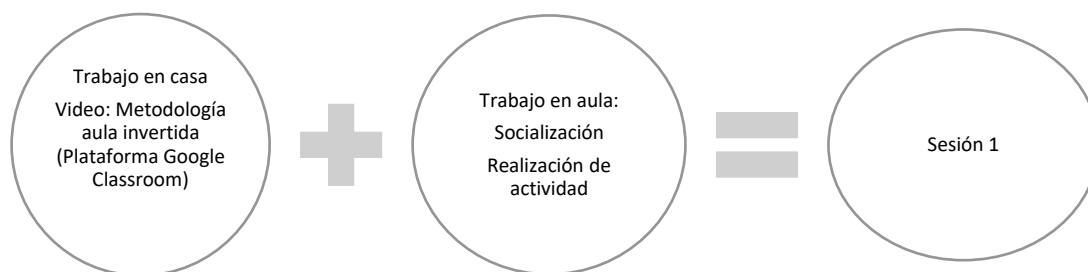 Trabajo en casa
Video: Metodología
aula invertida
(Plataforma Google
Classroom)
Trabajo en aula:
Socialización
Realización de
actividad
Sesión 1